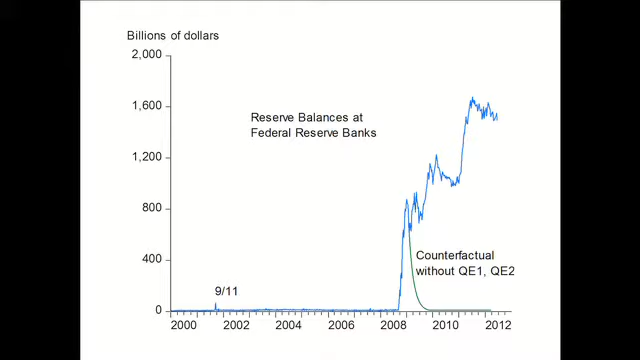 Billions of dollars
2,000
1,600
1,200
800
400
0
Reserve Balances at
Federal Reserve Banks
Counterfactual
without QE1, QE2
9/11
2000 2002 2004 2006 2008 2010 2012